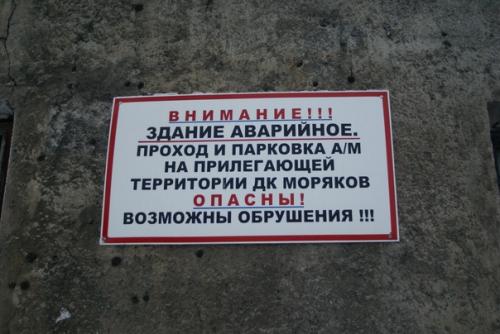 ВНИМАНИЕ!!!
ЗДАНИЕ АВАРИЙНОЕ.
ПРОХОД И ПАРКОВКА А/М
НА ПРИЛЕГАЮЩЕЙ
ТЕРРИТОРИИ ДК МОРЯКОВ
ОПАСНЫ!
ВОЗМОЖНЫ ОБРУШЕНИЯ !!!